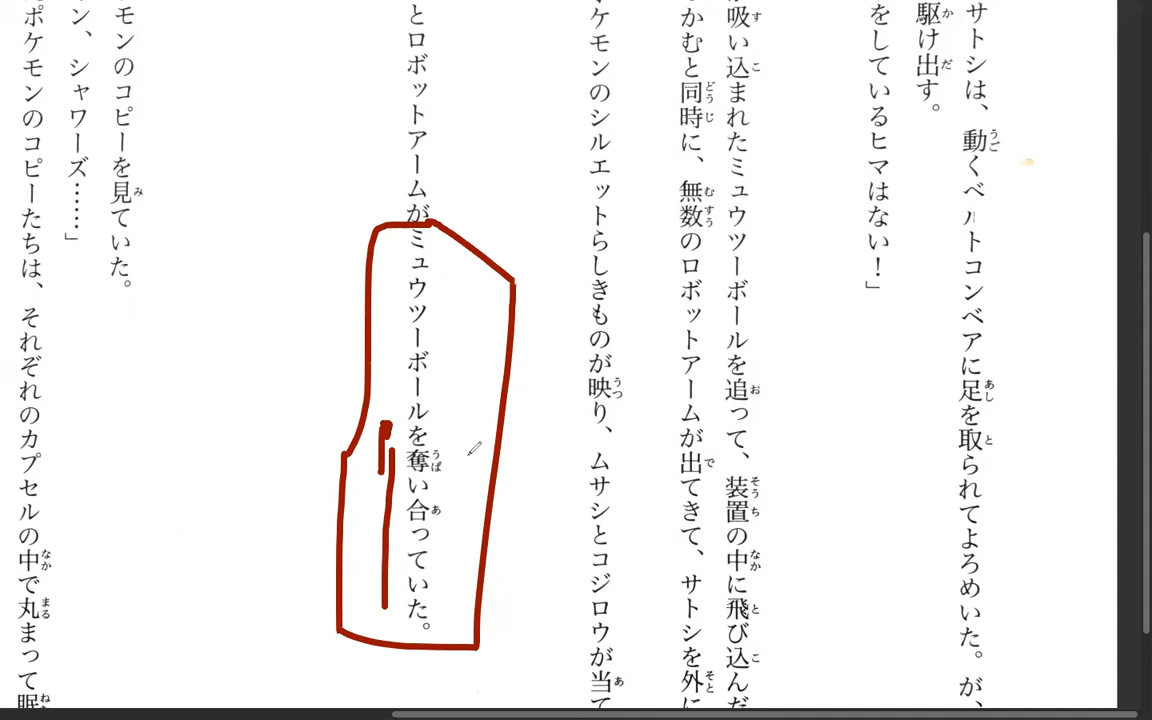 サトシは、動くベルトコンベアに足を取られてよろめいた。が、
駆け出す。
をしているヒマはない！」
吸い込まれたミュウツーボールを追って、装置の中に飛び込んだ
かむと同時に、無数のロボットアームが出てきて、サトシを外に
ケモンのシルエットらしきものが映り、ムサシとコジロウが当て
とロボットアームがミュウツーボールを奪い合っていた。
モンのコピーを見ていた。
ン、シャワーズ……」
ポケモンのコピーたちは、それぞれのカプセルの中で丸まって眠